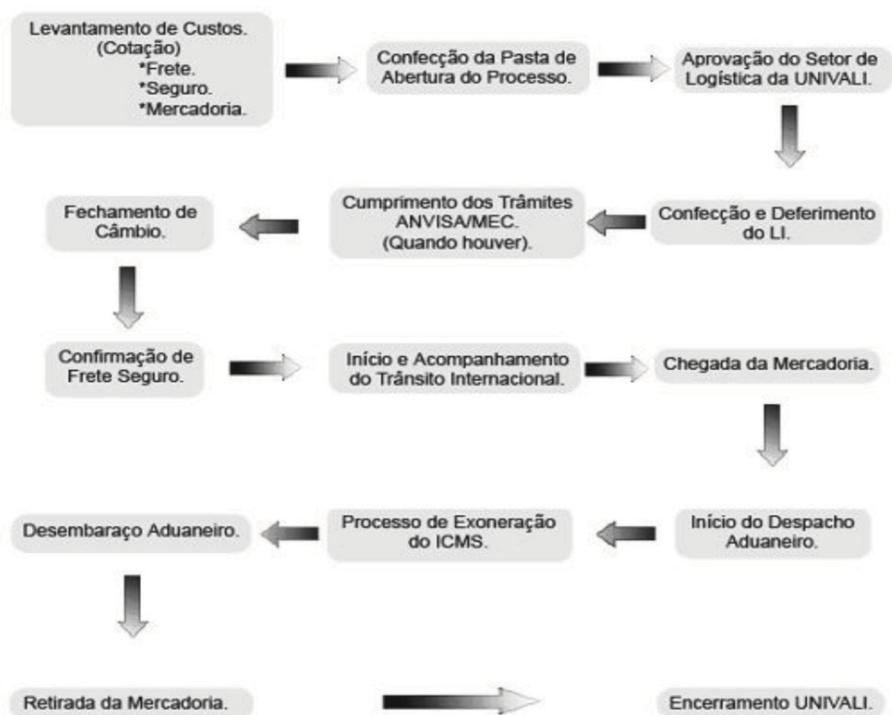 Levantamento de Custos.
(Cotação)
*Frete.
*Seguro.
*Mercadoria.
Confecção da Pasta de
Abertura do Processo.
Aprovação do Setor de
Logística da UNIVALI.
Confecção e Deferimento
do LI.
Cumprimento dos Trâmites
ANVISA/MEC.
(Quando houver).
Fechamento de
Câmbio.
Confirmação de
Frete Seguro.
Início e Acompanhamento
do Trânsito Internacional.
Chegada da Mercadoria.
Início do Despacho
Aduaneiro.
Processo de Exoneração
do ICMS.
Desembaraço Aduaneiro.
Retirada da Mercadoria.
Encerramento UNIVALI.